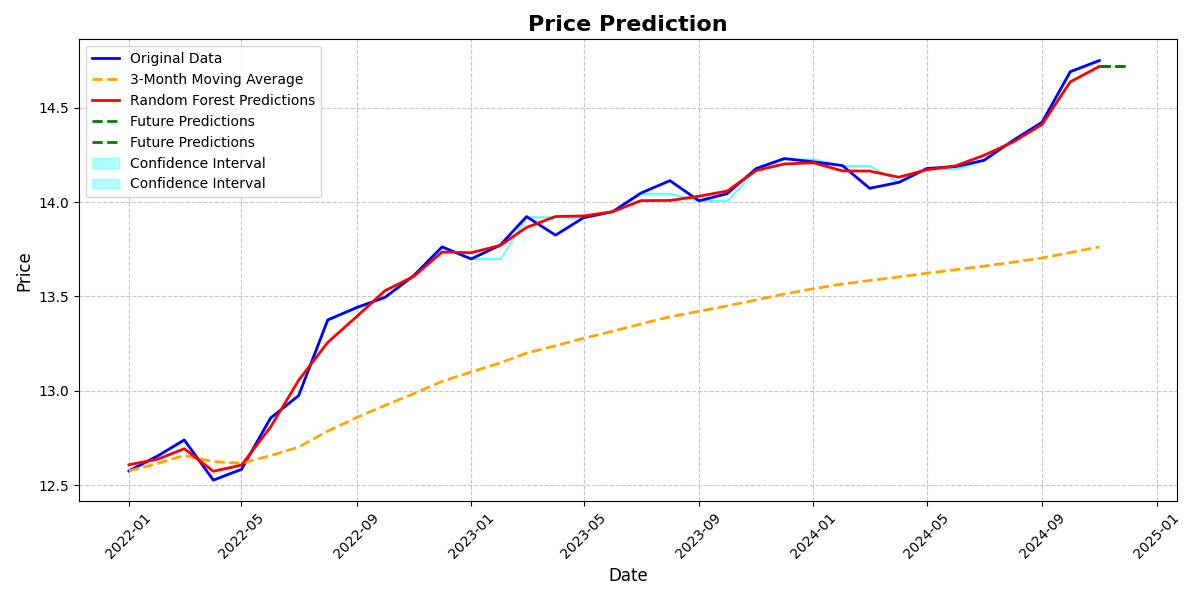 Price Prediction
Original Data
3-Month Moving Average
Random Forest Predictions
Future Predictions
Future Predictions
Confidence Interval
Confidence Interval
Price
14.5
14.0
13.5
13.0
12.5
2022-01
2022-05
2022-09
2023-01
2023-05
2023-09
2024-01
2024-05
2024-09
2025-01
Date